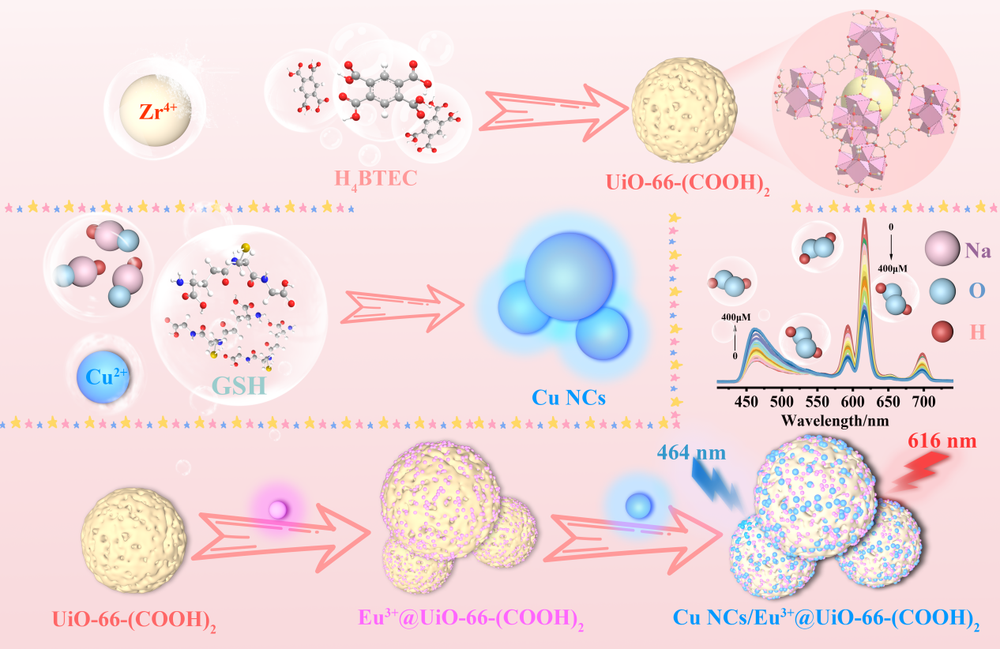 Zr⁴⁺
H₄BTEC
UiO-66-(COOH)₂
Cu²⁺
GSH
Cu NCs
0
400μM
400μM
0
Na
O
H
450 500 550 600 650 700
Wavelength/nm
464 nm
616 nm
UiO-66-(COOH)₂
Eu³⁺@UiO-66-(COOH)₂
Cu NCs/Eu³⁺@UiO-66-(COOH)₂